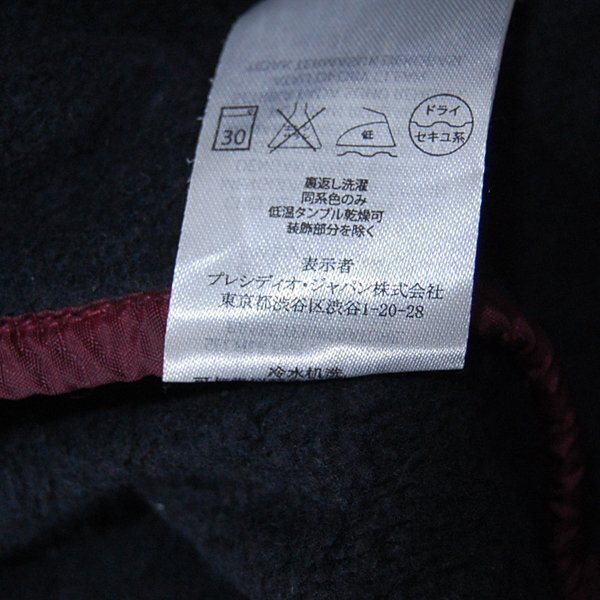 30
低
ドライ
セキユ系
裏返し洗濯
同系色のみ
低温タンブル乾燥可
装飾部分を除く
表示者
プレシディオ・ジャパン株式会社
東京都渋谷区渋谷1-20-28
冷水机洗